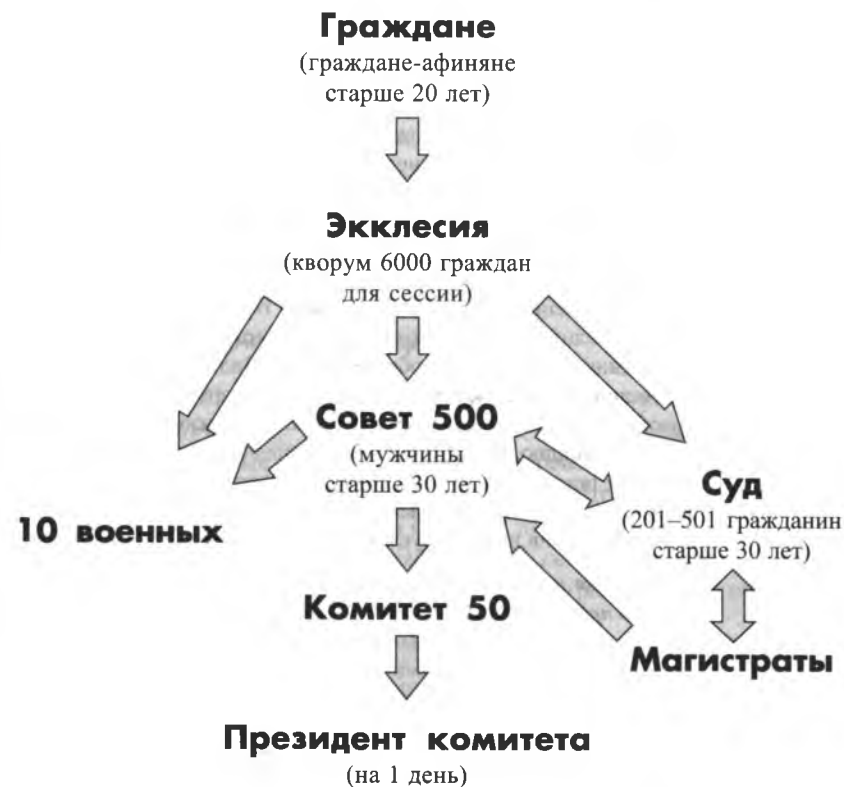 Граждане
(граждане-афиняне
старше 20 лет)
Экклесия
(кворум 6000 граждан
для сессии)
Совет 500
(мужчины
старше 30 лет)
Суд
(201–501 гражданин
старше 30 лет)
10 военных
Комитет 50
Магистраты
Президент комитета
(на 1 день)